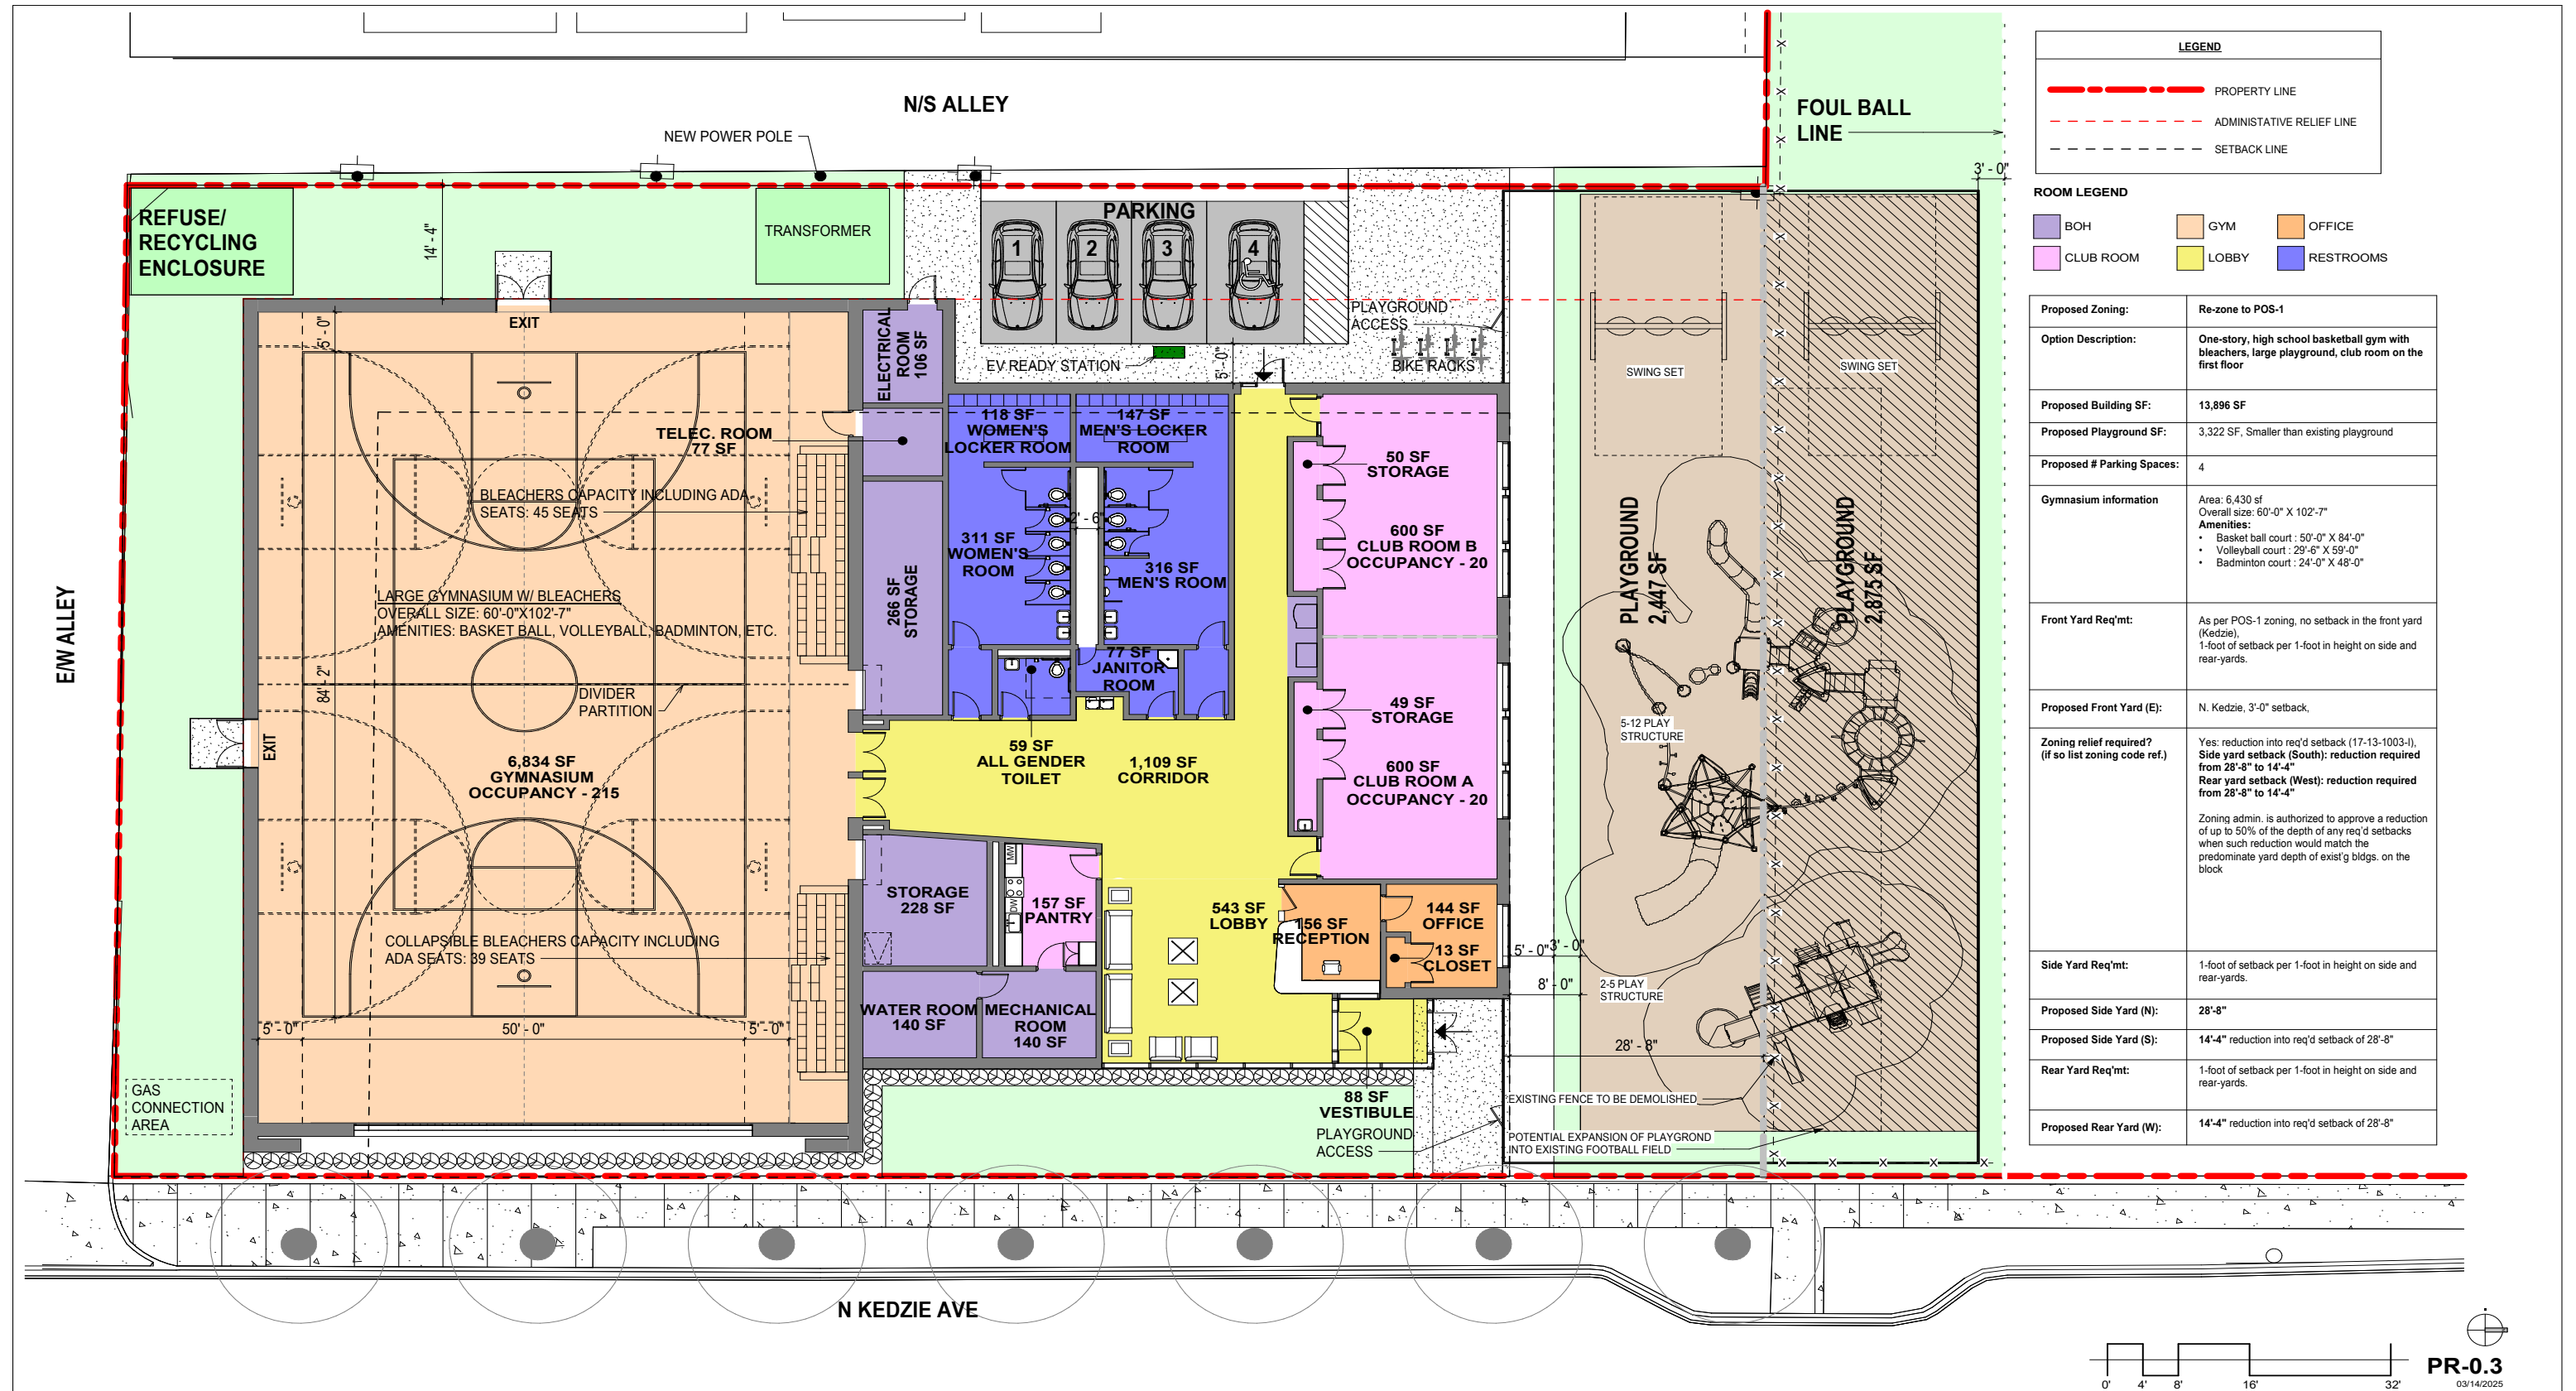 N/S ALLEY
NEW POWER POLE
FOUL BALL
LINE
3' - 0"
REFUSE/
RECYCLING
ENCLOSURE
14' - 4"
TRANSFORMER
PARKING
1
2
3
4
EXIT
5' - 0"
ELECTRICAL
ROOM
106 SF
EV READY STATION
5' - 0"
PLAYGROUND
ACCESS
BIKE RACKS
SWING SET
SWING SET
TELEC. ROOM
77 SF
118 SF
WOMEN'S
LOCKER ROOM
147 SF
MEN'S LOCKER
ROOM
50 SF
STORAGE
BLEACHERS CAPACITY INCLUDING ADA
SEATS: 45 SEATS
2' - 6"
311 SF
WOMEN'S
ROOM
316 SF
MEN'S ROOM
600 SF
CLUB ROOM B
OCCUPANCY - 20
PLAYGROUND
2,447 SF
PLAYGROUND
2,875 SF
E/W ALLEY
LARGE GYMNASIUM W/ BLEACHERS
OVERALL SIZE: 60'-0"X102'-7"
AMENITIES: BASKET BALL, VOLLEYBALL, BADMINTON, ETC.
266 SF
STORAGE
77 SF
JANITOR
ROOM
84' - 2"
DIVIDER
PARTITION
49 SF
STORAGE
5-12 PLAY
STRUCTURE
EXIT
6,834 SF
GYMNASIUM
OCCUPANCY - 215
59 SF
ALL GENDER
TOILET
1,109 SF
CORRIDOR
600 SF
CLUB ROOM A
OCCUPANCY - 20
MW
DW
STORAGE
228 SF
157 SF
PANTRY
543 SF
LOBBY
156 SF
RECEPTION
144 SF
OFFICE
13 SF
CLOSET
COLLAPSIBLE BLEACHERS CAPACITY INCLUDING
ADA SEATS: 39 SEATS
5' - 0"
3' - 0"
8' - 0"
2-5 PLAY
STRUCTURE
WATER ROOM
140 SF
MECHANICAL
ROOM
140 SF
5' - 0"
50' - 0"
5' - 0"
28' - 8"
GAS
CONNECTION
AREA
88 SF
VESTIBULE
PLAYGROUND
ACCESS
EXISTING FENCE TO BE DEMOLISHED
POTENTIAL EXPANSION OF PLAYGROND
INTO EXISTING FOOTBALL FIELD
N KEDZIE AVE
LEGEND
PROPERTY LINE
ADMINISTATIVE RELIEF LINE
SETBACK LINE
ROOM LEGEND
BOH
GYM
OFFICE
CLUB ROOM
LOBBY
RESTROOMS
Proposed Zoning:
Re-zone to POS-1
Option Description:
One-story, high school basketball gym with
bleachers, large playground, club room on the
first floor
Proposed Building SF:
13,896 SF
Proposed Playground SF:
3,322 SF, Smaller than existing playground
Proposed # Parking Spaces:
4
Gymnasium information
Area: 6,430 sf
Overall size: 60'-0" X 102'-7"
Amenities:
• Basket ball court : 50'-0" X 84'-0"
• Volleyball court : 29'-6" X 59'-0"
• Badminton court : 24'-0" X 48'-0"
Front Yard Req'mt:
As per POS-1 zoning, no setback in the front yard
(Kedzie),
1-foot of setback per 1-foot in height on side and
rear-yards.
Proposed Front Yard (E):
N. Kedzie, 3'-0" setback,
Zoning relief required?
(if so list zoning code ref.)
Yes: reduction into req'd setback (17-13-1003-I),
Side yard setback (South): reduction required
from 28'-8" to 14'-4"
Rear yard setback (West): reduction required
from 28'-8" to 14'-4"
Zoning admin. is authorized to approve a reduction
of up to 50% of the depth of any req'd setbacks
when such reduction would match the
predominate yard depth of exist'g bldgs. on the
block
Side Yard Req'mt:
1-foot of setback per 1-foot in height on side and
rear-yards.
Proposed Side Yard (N):
28'-8"
Proposed Side Yard (S):
14'-4" reduction into req'd setback of 28'-8"
Rear Yard Req'mt:
1-foot of setback per 1-foot in height on side and
rear-yards.
Proposed Rear Yard (W):
14'-4" reduction into req'd setback of 28'-8"
0'
4'
8'
16'
32'
PR-0.3
03/14/2025